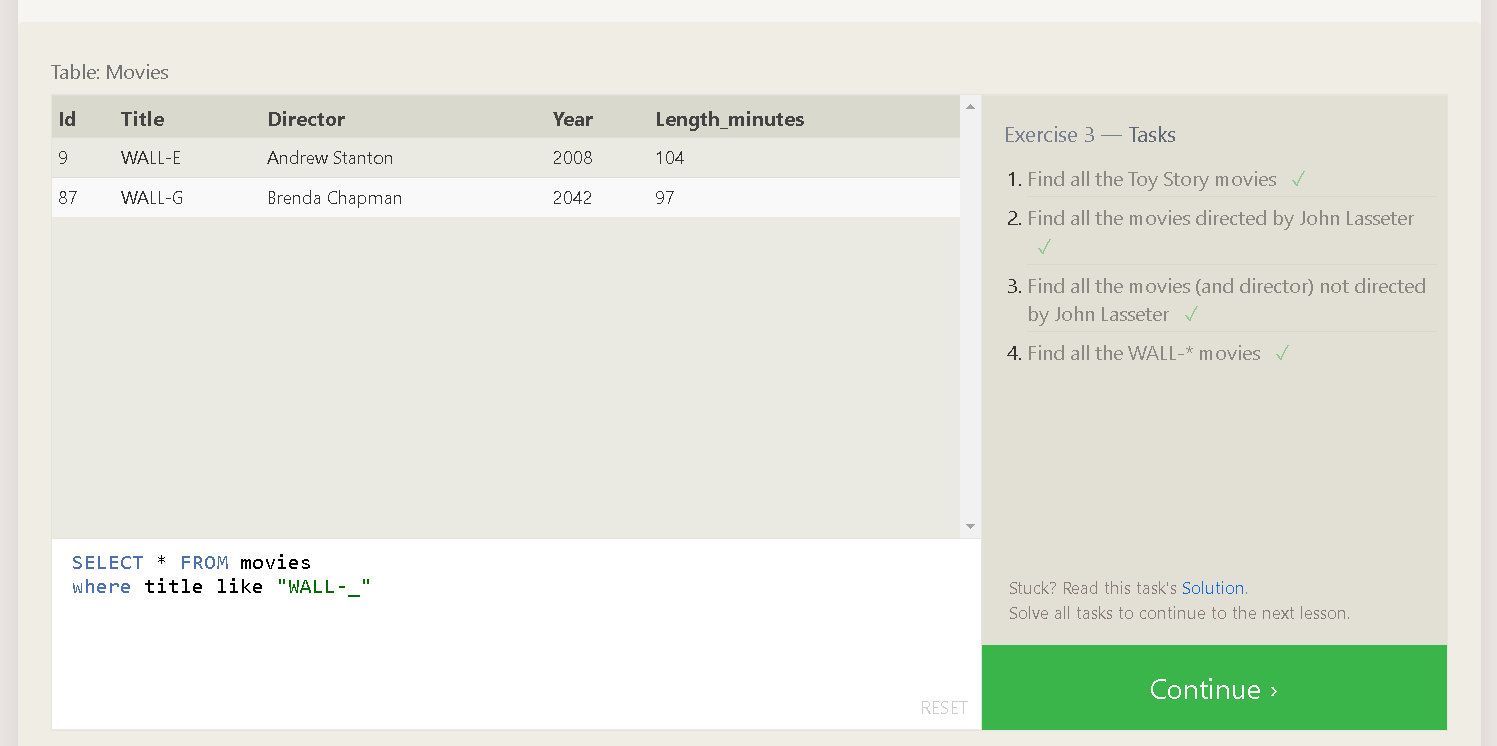 Table: Movies
Id Title Director Year Length_minutes
9 WALL-E Andrew Stanton 2008 104
87 WALL-G Brenda Chapman 2042 97
SELECT * FROM movies
where title like "WALL-_"
RESET
Exercise 3 — Tasks
1. Find all the Toy Story movies ✓
2. Find all the movies directed by John Lasseter
✓
3. Find all the movies (and director) not directed
by John Lasseter ✓
4. Find all the WALL-* movies ✓
Stuck? Read this task's Solution.
Solve all tasks to continue to the next lesson.
Continue ›